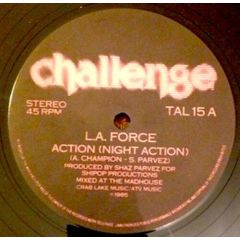 challenge
STEREO
45 RPM
TAL 15 A
L.A. FORCE
ACTION (NIGHT ACTION)
(A. CHAMPION - S. PARVEZ)
PRODUCED BY SHAZ PARVEZ FOR
SHIPOP PRODUCTIONS
MIXED AT THE MADHOUSE
CRAB LAKE MUSIC/ATV MUSIC
℗ 1985